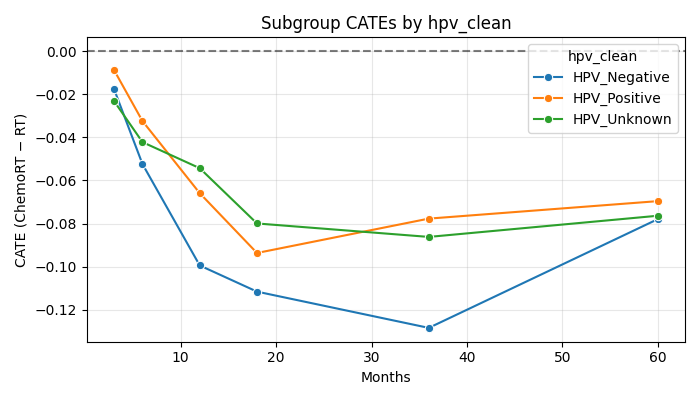 Subgroup CATEs by hpv_clean
hpv_clean
HPV_Negative
HPV_Positive
HPV_Unknown
CATE (ChemoRT − RT)
0.00
−0.02
−0.04
−0.06
−0.08
−0.10
−0.12
10 20 30 40 50 60
Months